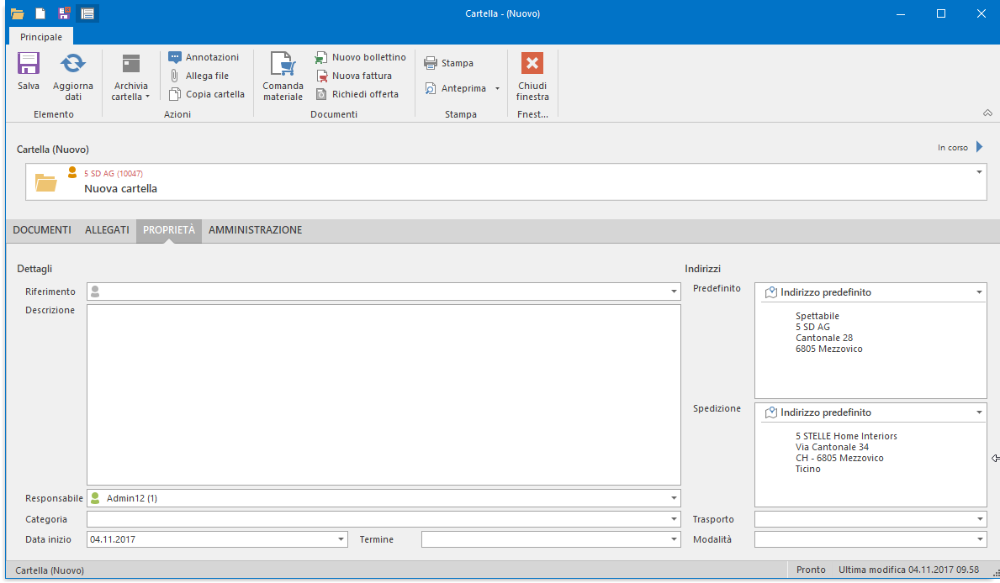 Cartella - (Nuovo)
Principale
Salva
Aggiorna
dati
Elemento
Archivia
cartella
Annotazioni
Allega file
Copia cartella
Azioni
Comanda
materiale
Nuovo bollettino
Nuova fattura
Richiedi offerta
Documenti
Stampa
Anteprima
Stampa
Chiudi
finestra
Fnest...
Cartella (Nuovo)
In corso
5 SD AG (10047)
Nuova cartella
DOCUMENTI ALLEGATI PROPRIETÀ AMMINISTRAZIONE
Dettagli
Riferimento
Descrizione
Responsabile Admin12 (1)
Categoria
Data inizio 04.11.2017 Termine
Indirizzi
Predefinito Indirizzo predefinito
Spettabile
5 SD AG
Cantonale 28
6805 Mezzovico
Spedizione Indirizzo predefinito
5 STELLE Home Interiors
Via Cantonale 34
CH - 6805 Mezzovico
Ticino
Trasporto
Modalità
Cartella (Nuovo) Pronto Ultima modifica 04.11.2017 09.58